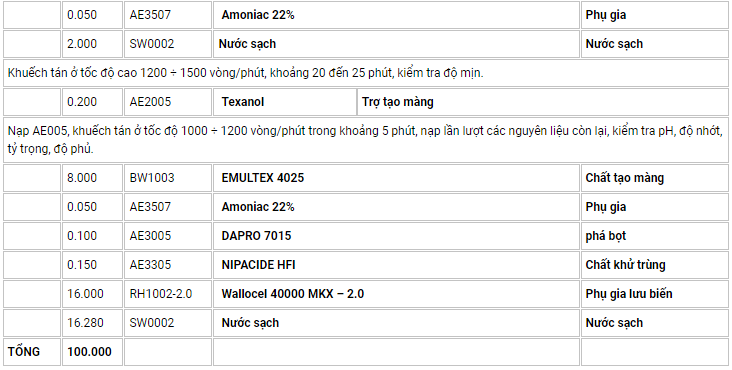 0.050 AE3507 Amoniac 22% Phụ gia
2.000 SW0002 Nước sạch Nước sạch
Khuếch tán ở tốc độ cao 1200 ÷ 1500 vòng/phút, khoảng 20 đến 25 phút, kiểm tra độ mịn.
0.200 AE2005 Texanol Trợ tạo màng
Nạp AE005, khuếch tán ở tốc độ 1000 ÷ 1200 vòng/phút trong khoảng 5 phút, nạp lần lượt các nguyên liệu còn lại, kiểm tra pH, độ nhớt,
tỷ trọng, độ phủ.
8.000 BW1003 EMULTEX 4025 Chất tạo màng
0.050 AE3507 Amoniac 22% Phụ gia
0.100 AE3005 DAPRO 7015 phá bọt
0.150 AE3305 NIPACIDE HFI Chất khử trùng
16.000 RH1002-2.0 Wallocel 40000 MKX – 2.0 Phụ gia lưu biến
16.280 SW0002 Nước sạch Nước sạch
TỔNG 100.000